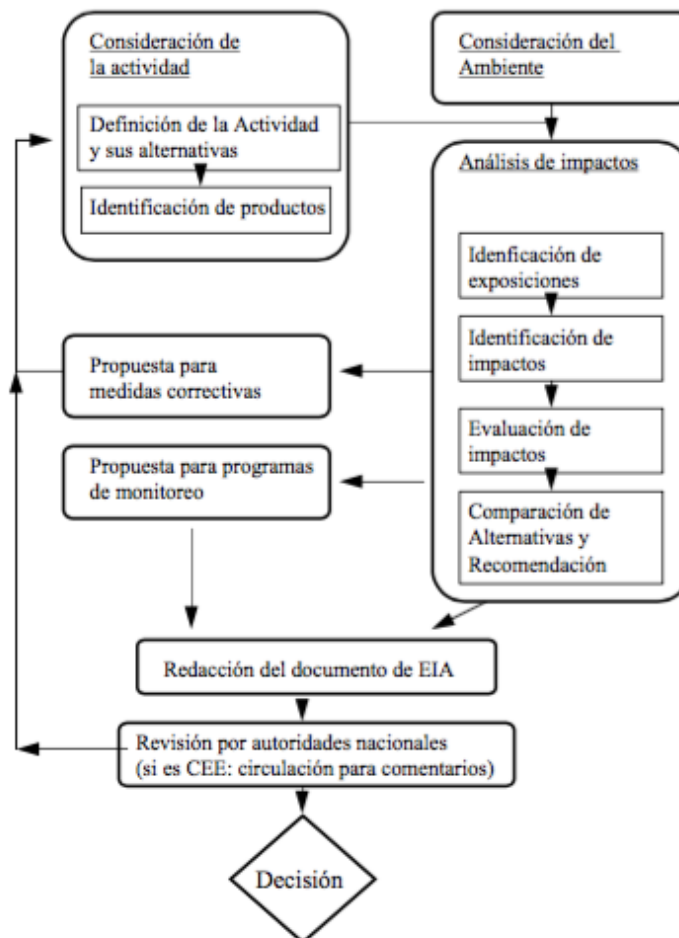 Consideración de
la actividad
Definición de la Actividad
y sus alternativas
Identificación de productos
Consideración del
Ambiente
Análisis de impactos
Idenficación de
exposiciones
Identificación de
impactos
Evaluación de
impactos
Comparación de
Alternativas y
Recomendación
Propuesta para
medidas correctivas
Propuesta para programas
de monitoreo
Redacción del documento de EIA
Revisión por autoridades nacionales
(si es CEE: circulación para comentarios)
Decisión